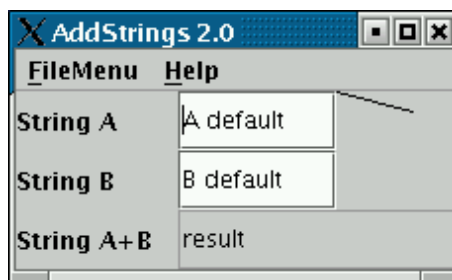 AddStrings 2.0
FileMenu Help
String A A default
String B B default
String A+B result